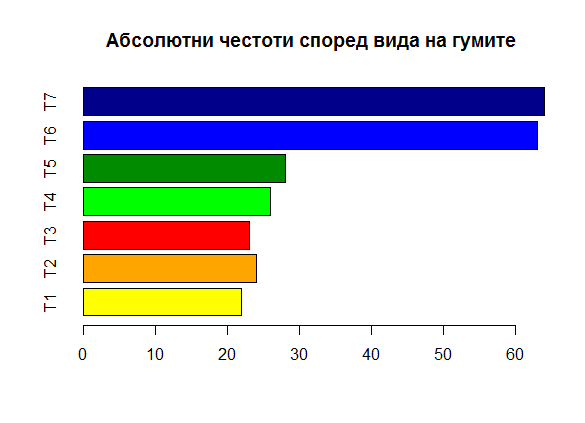 Абсолютни честоти според вида на гумите
T7
T6
T5
T4
T3
T2
T1
0 10 20 30 40 50 60